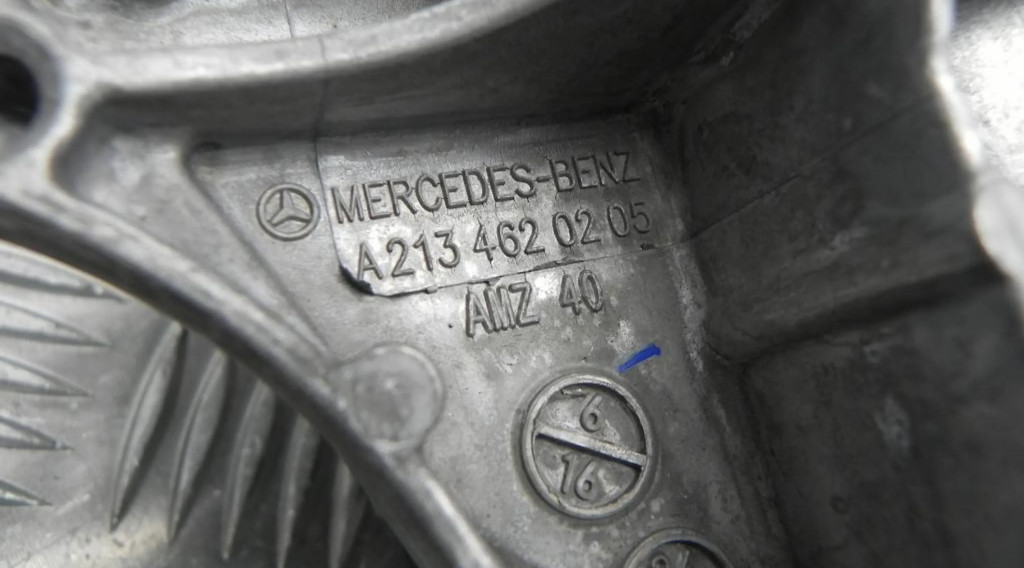 MERCEDES-BENZ
A 213 462 02 05
AMZ 40
6
16